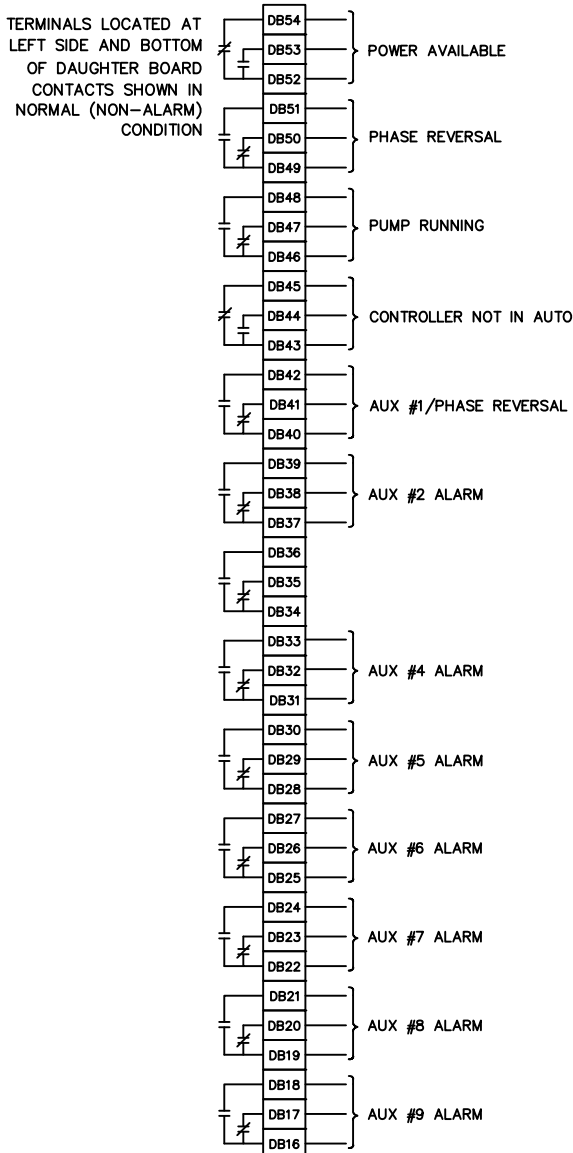 TERMINALS LOCATED AT
LEFT SIDE AND BOTTOM
OF DAUGHTER BOARD
CONTACTS SHOWN IN
NORMAL (NON-ALARM)
CONDITION
DB54
DB53
DB52
POWER AVAILABLE
DB51
DB50
DB49
PHASE REVERSAL
DB48
DB47
DB46
PUMP RUNNING
DB45
DB44
DB43
CONTROLLER NOT IN AUTO
DB42
DB41
DB40
AUX #1/PHASE REVERSAL
DB39
DB38
DB37
AUX #2 ALARM
DB36
DB35
DB34
DB33
DB32
DB31
AUX #4 ALARM
DB30
DB29
DB28
AUX #5 ALARM
DB27
DB26
DB25
AUX #6 ALARM
DB24
DB23
DB22
AUX #7 ALARM
DB21
DB20
DB19
AUX #8 ALARM
DB18
DB17
DB16
AUX #9 ALARM